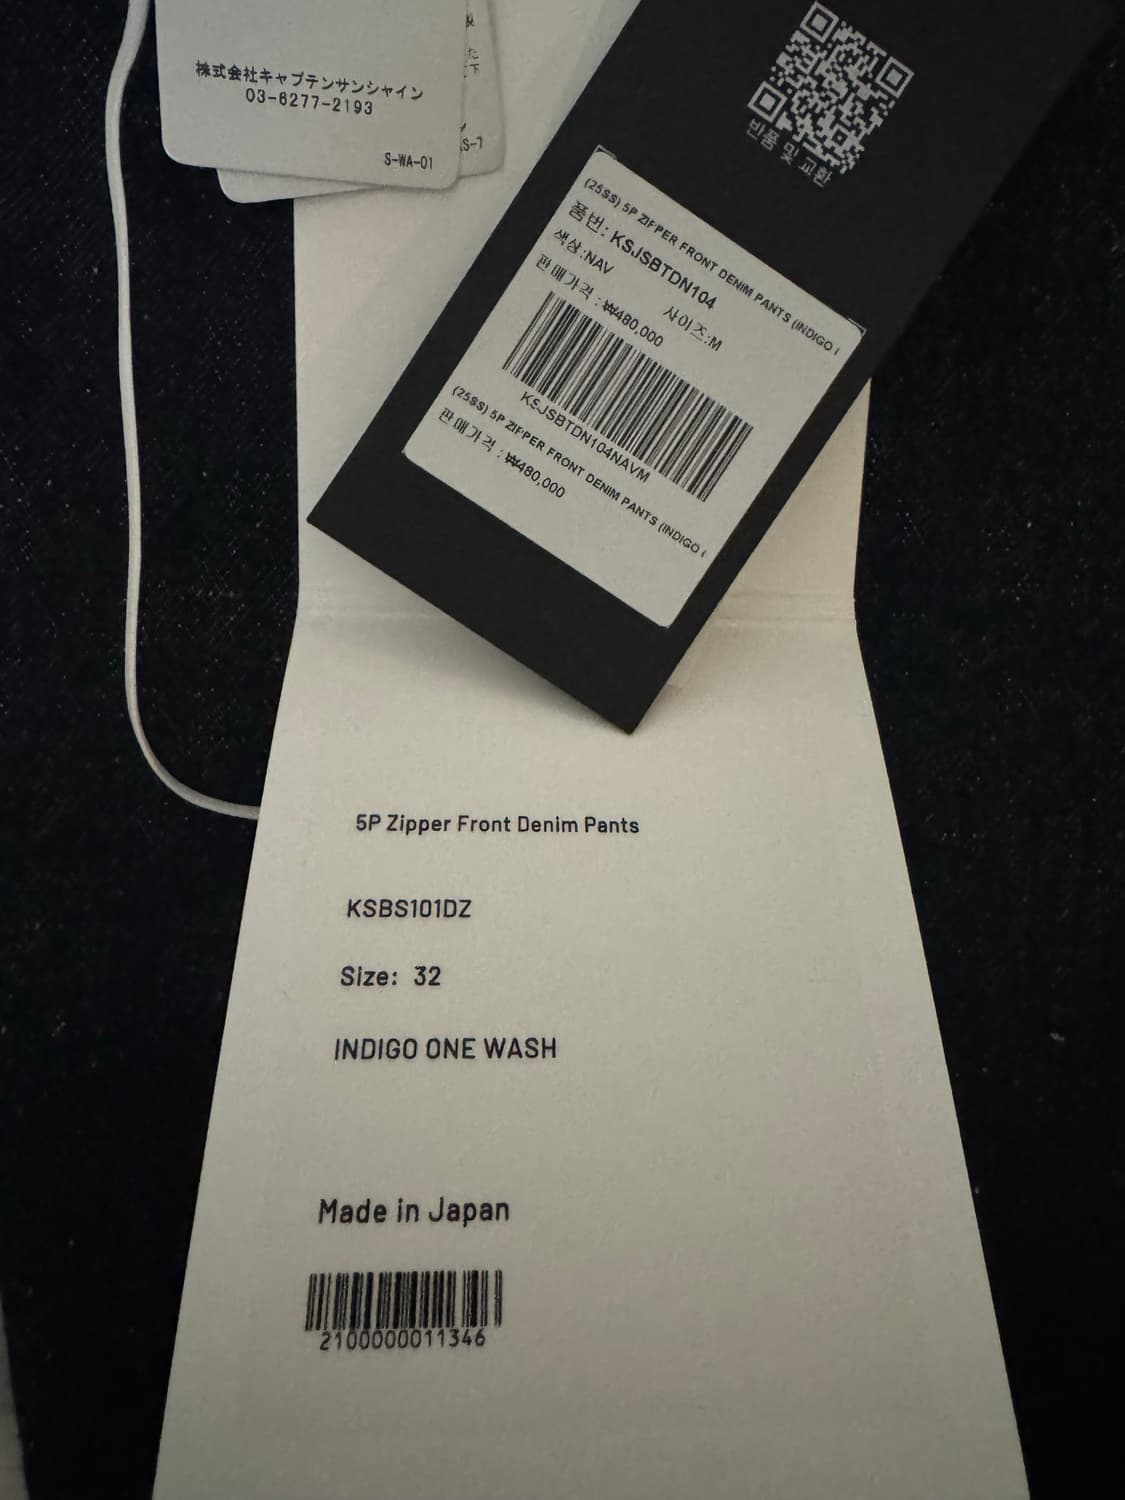 株式会社キャプテンサンシャイン
03-6277-2193
S-WA-01
た
下
S-7
반품 및 교환
(25SS) 5P ZIPPER FRONT DENIM PANTS (INDIGO
품번: KSJSBTDN104
색상:NAV 사이즈:M
판매가격 : ₩480,000
KSJSBTDN104NAVM
(25SS) 5P ZIPPER FRONT DENIM PANTS (INDIGO
판매가격 : ₩480,000
5P Zipper Front Denim Pants
KSBS101DZ
Size: 32
INDIGO ONE WASH
Made in Japan
2100000011346